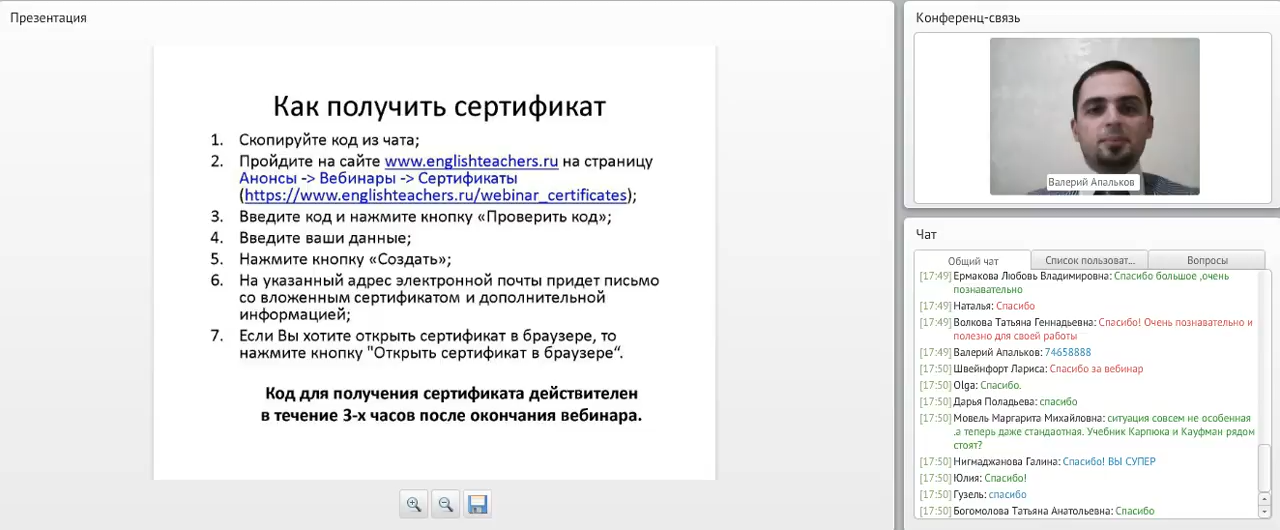 Презентация
Как получить сертификат
1. Скопируйте код из чата;
2. Пройдите на сайте www.englishteachers.ru на страницу
Анонсы -> Вебинары -> Сертификаты
(https://www.englishteachers.ru/webinar_certificates);
3. Введите код и нажмите кнопку «Проверить код»;
4. Введите ваши данные;
5. Нажмите кнопку «Создать»;
6. На указанный адрес электронной почты придет письмо
со вложенным сертификатом и дополнительной
информацией;
7. Если Вы хотите открыть сертификат в браузере, то
нажмите кнопку "Открыть сертификат в браузере“.
Код для получения сертификата действителен
в течение 3-х часов после окончания вебинара.
Конференц-связь
Валерий Апальков
Чат
Общий чат
Список пользоват...
Вопросы
[17:49] Ермакова Любовь Владимировна: Спасибо большое ,очень
познавательно
[17:49] Наталья: Спасибо
[17:49] Волкова Татьяна Геннадьевна: Спасибо! Очень познавательно и
полезно для своей работы
[17:49] Валерий Апальков: 74658888
[17:50] Швейнфорт Лариса: Спасибо за вебинар
[17:50] Olga: Спасибо.
[17:50] Дарья Поладьева: спасибо
[17:50] Мовель Маргарита Михайловна: ситуация совсем не особенная
.а теперь даже стандаотная. Учебник Карпюка и Кауфман рядом
стоят?
[17:50] Нигмаджанова Галина: Спасибо! ВЫ СУПЕР
[17:50] Юлия: Спасибо!
[17:50] Гузель: спасибо
[17:50] Богомолова Татьяна Анатольевна: Спасибо